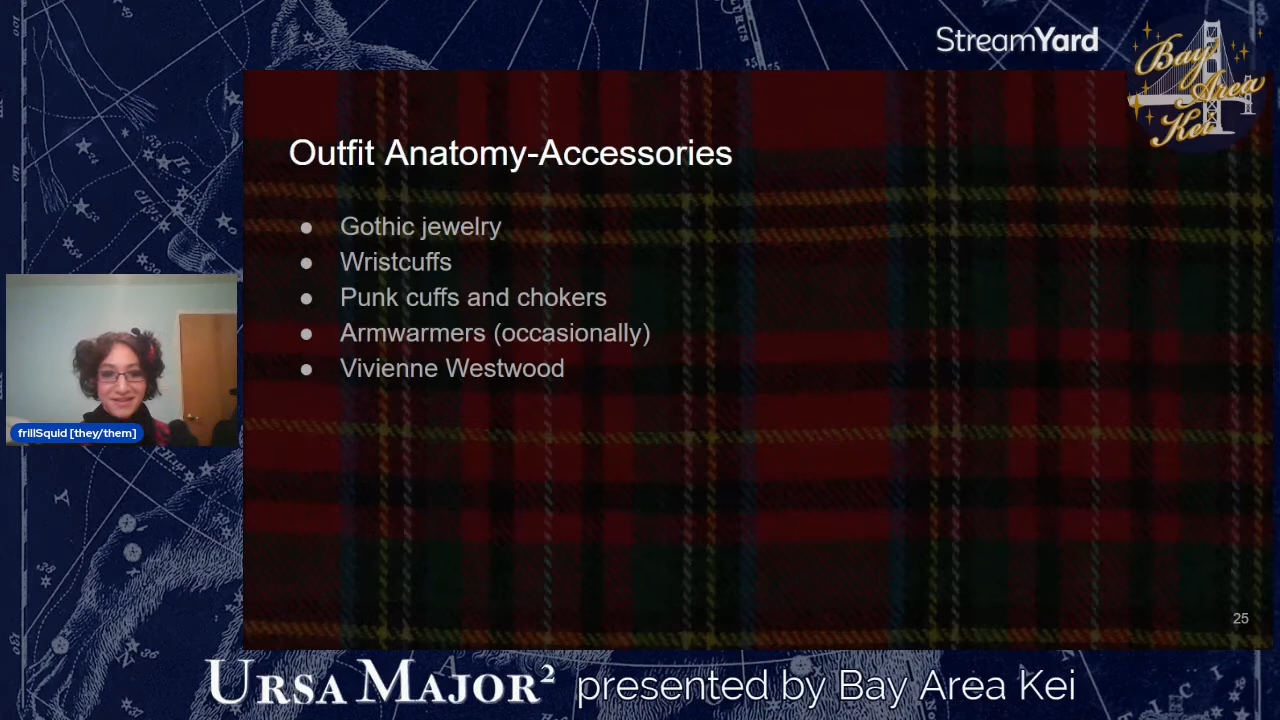 StreamYard
Bay
Area
Kei
Outfit Anatomy-Accessories
● Gothic jewelry
● Wristcuffs
● Punk cuffs and chokers
● Armwarmers (occasionally)
● Vivienne Westwood
frillSquid [they/them]
25
URSA MAJOR² presented by Bay Area Kei